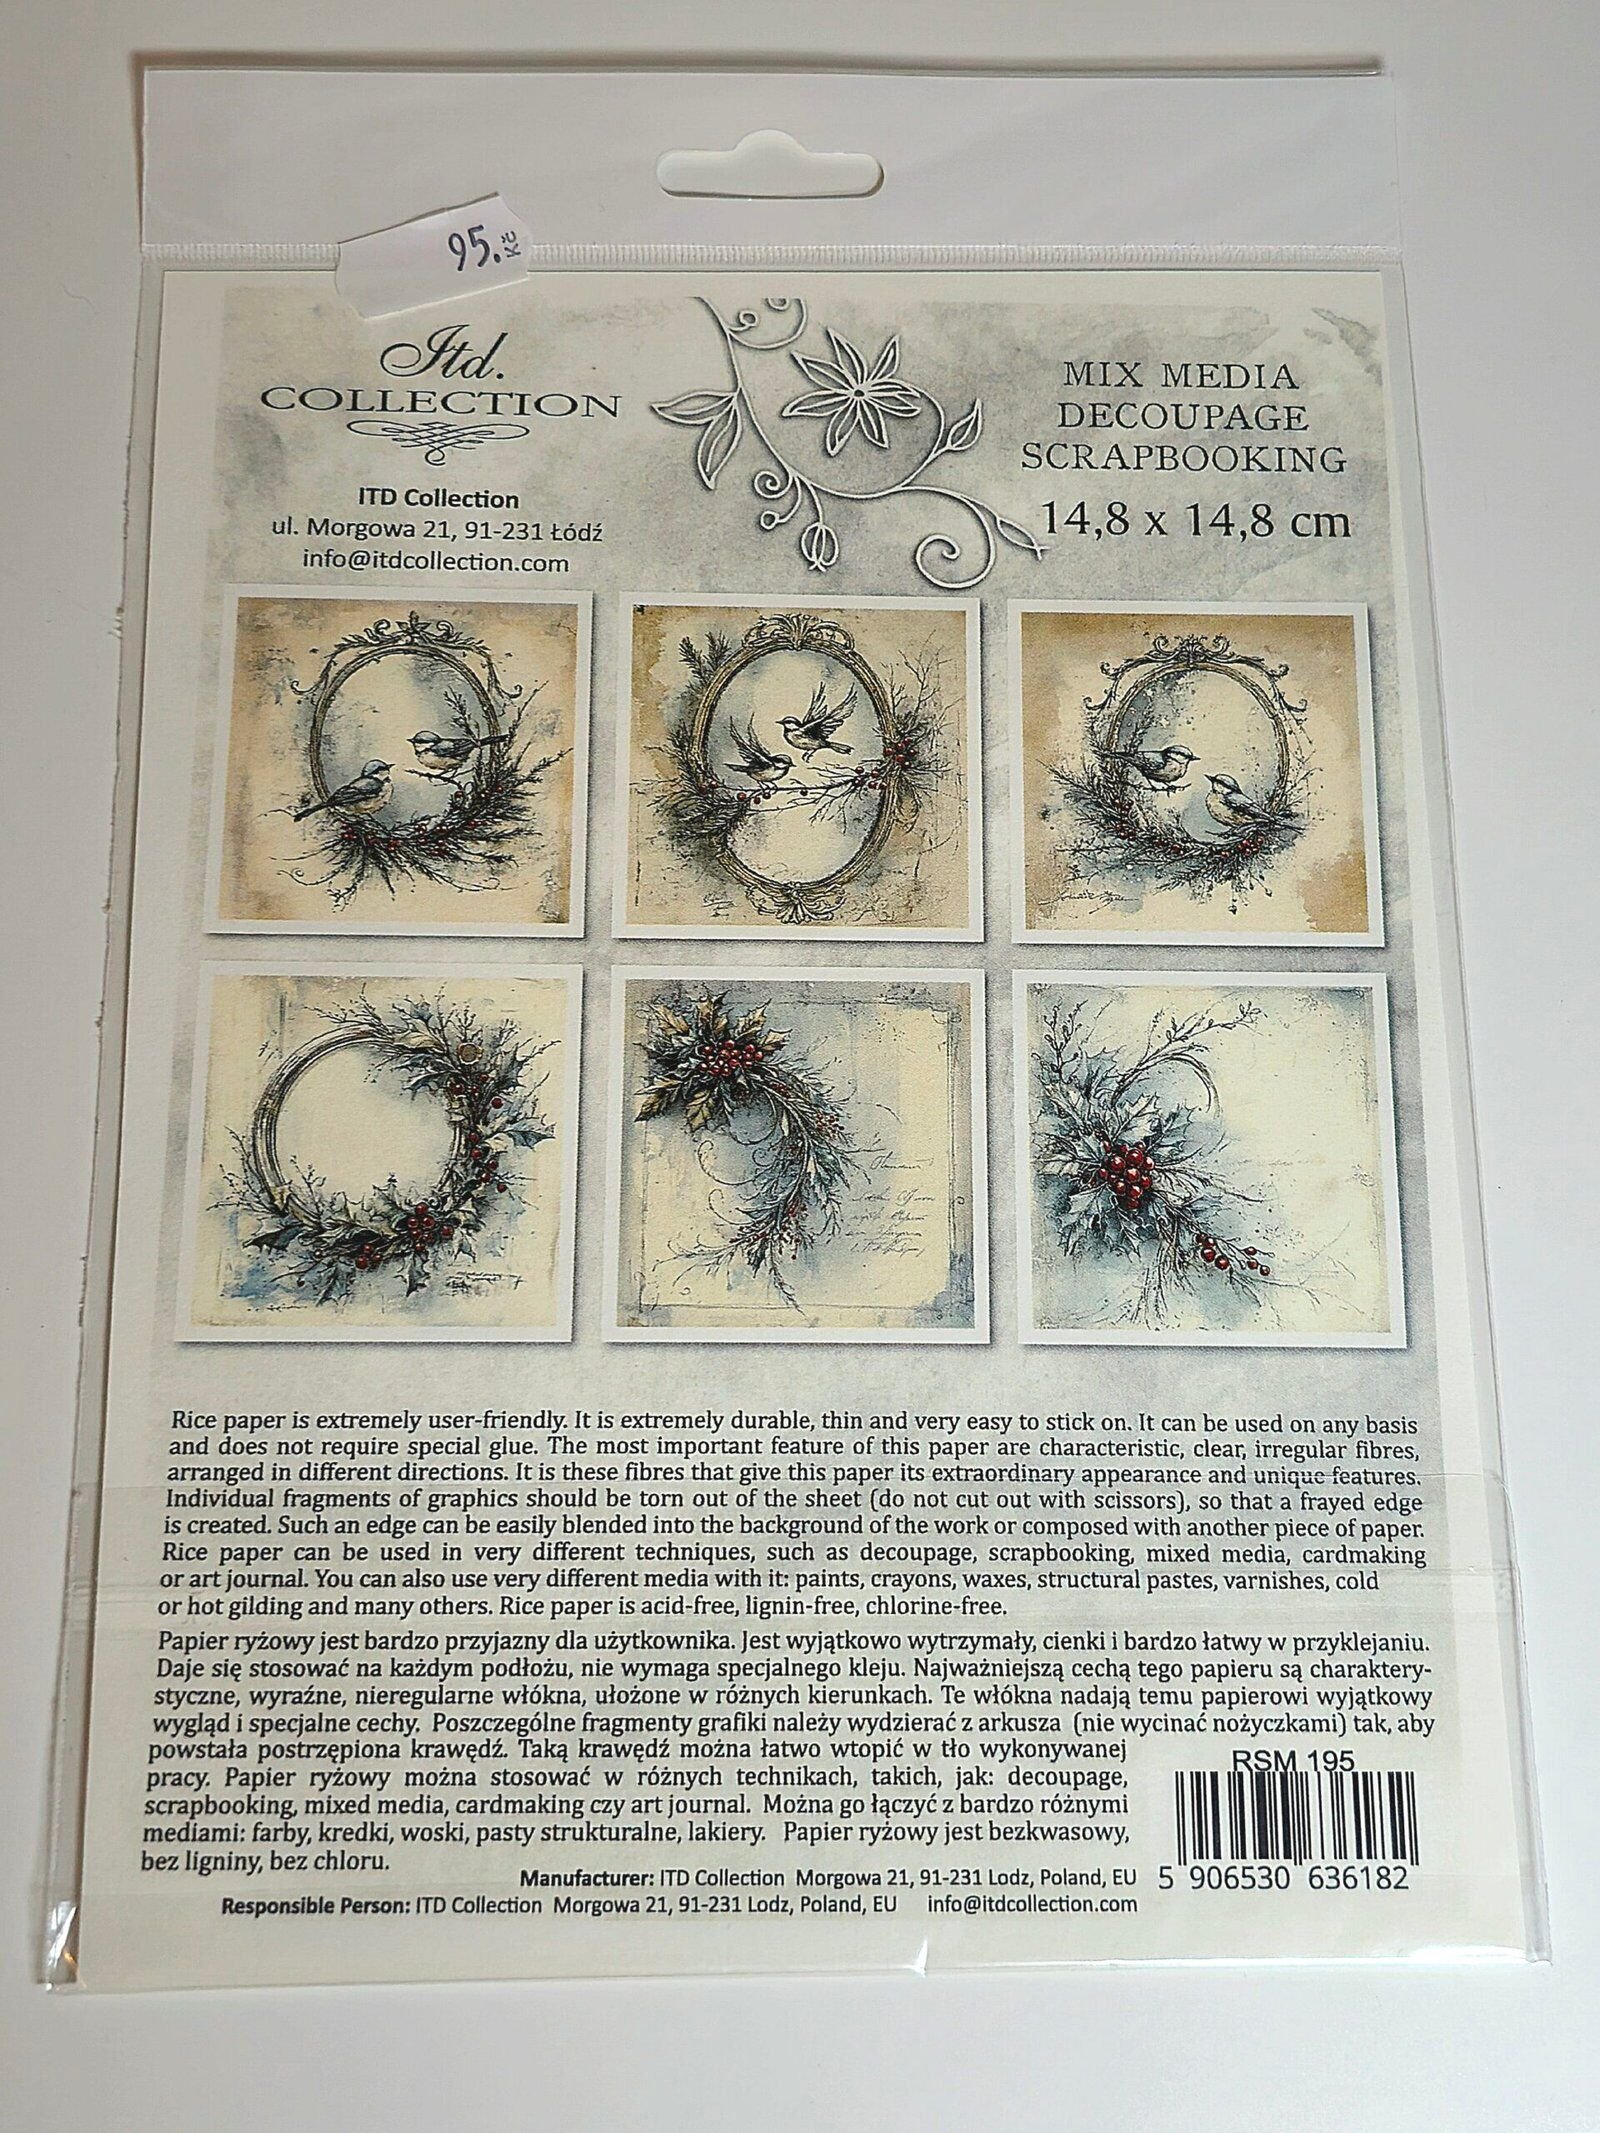 95.
Itd.
COLLECTION
ITD Collection
ul. Morgowa 21, 91-231 Łódź
info@itdcollection.com
MIX MEDIA
DECOUPAGE
SCRAPBOOKING
14,8 x 14,8 cm
Rice paper is extremely user-friendly. It is extremely durable, thin and very easy to stick on. It can be used on any basis
and does not require special glue. The most important feature of this paper are characteristic, clear, irregular fibres,
arranged in different directions. It is these fibres that give this paper its extraordinary appearance and unique features.
Individual fragments of graphics should be torn out of the sheet (do not cut out with scissors), so that a frayed edge
is created. Such an edge can be easily blended into the background of the work or composed with another piece of paper.
Rice paper can be used in very different techniques, such as decoupage, scrapbooking, mixed media, cardmaking
or art journal. You can also use very different media with it: paints, crayons, waxes, structural pastes, varnishes, cold
or hot gilding and many others. Rice paper is acid-free, lignin-free, chlorine-free.
Papier ryżowy jest bardzo przyjazny dla użytkownika. Jest wyjątkowo wytrzymały, cienki i bardzo łatwy w przyklejaniu.
Daje się stosować na każdym podłożu, nie wymaga specjalnego kleju. Najważniejszą cechą tego papieru są charaktery-
styczne, wyraźne, nieregularne włókna, ułożone w różnych kierunkach. Te włókna nadają temu papierowi wyjątkowy
wygląd i specjalne cechy. Poszczególne fragmenty grafiki należy wydzierać z arkusza (nie wycinać nożyczkami) tak, aby
powstała postrzępiona krawędź. Taką krawędź można łatwo wtopić w tło wykonywanej
pracy. Papier ryżowy można stosować w różnych technikach, takich, jak: decoupage,
scrapbooking, mixed media, cardmaking czy art journal. Można go łączyć z bardzo różnymi
mediami: farby, kredki, woski, pasty strukturalne, lakiery. Papier ryżowy jest bezkwasowy,
bez ligniny, bez chloru.
RSM 195
5 906530 636182
Manufacturer: ITD Collection Morgowa 21, 91-231 Lodz, Poland, EU
Responsible Person: ITD Collection Morgowa 21, 91-231 Lodz, Poland, EU info@itdcollection.com